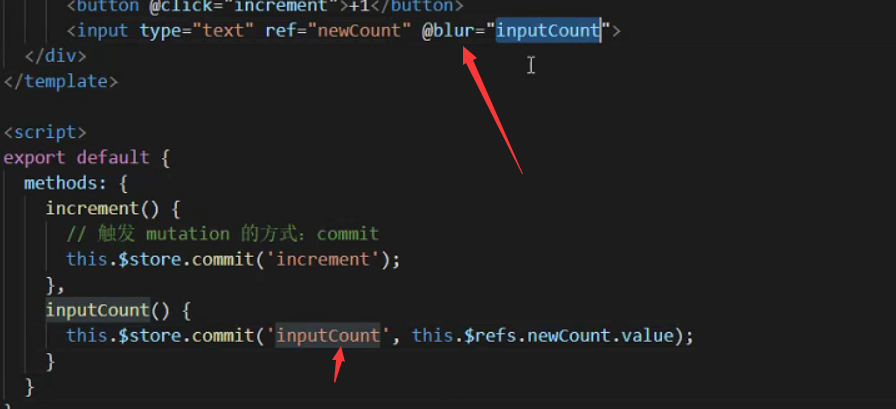 <button @click="increment">+1</button>
<input type="text" ref="newCount" @blur="inputCount">
</div>
</template>
<script>
export default {
methods: {
increment() {
// 触发 mutation 的方式：commit
this.$store.commit('increment');
},
inputCount() {
this.$store.commit('inputCount', this.$refs.newCount.value);
}
}